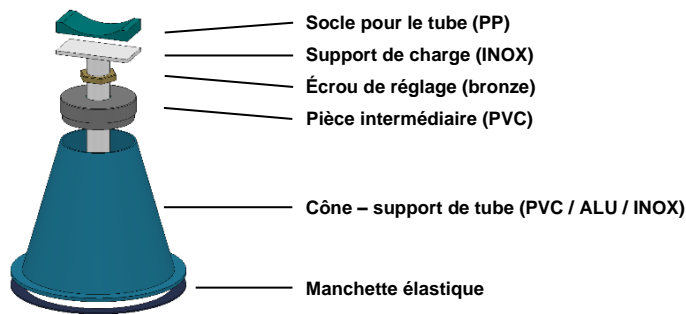 Socle pour le tube (PP)
Support de charge (INOX)
Écrou de réglage (bronze)
Pièce intermédiaire (PVC)
Cône – support de tube (PVC / ALU / INOX)
Manchette élastique